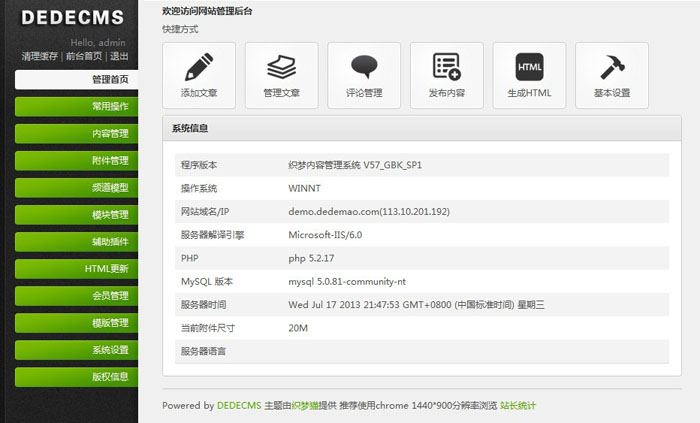 DEDECMS
Hello, admin
清理缓存 | 前台首页 | 退出
管理首页
常用操作
内容管理
附件管理
频道模型
模块管理
辅助插件
HTML更新
会员管理
模版管理
系统设置
版权信息
欢迎访问网站管理后台
快捷方式
HTML
添加文章 管理文章 评论管理 发布内容 生成HTML 基本设置
系统信息
程序版本 织梦内容管理系统 V57_GBK_SP1
操作系统 WINNT
网站域名/IP demo.dedemao.com(113.10.201.192)
服务器解译引擎 Microsoft-IIS/6.0
PHP php 5.2.17
MySQL 版本 mysql 5.0.81-community-nt
服务器时间 Wed Jul 17 2013 21:47:53 GMT+0800 (中国标准时间) 星期三
当前附件尺寸 20M
服务器语言
Powered by DEDECMS 主题由织梦猫提供 推荐使用chrome 1440*900分辨率浏览 站长统计